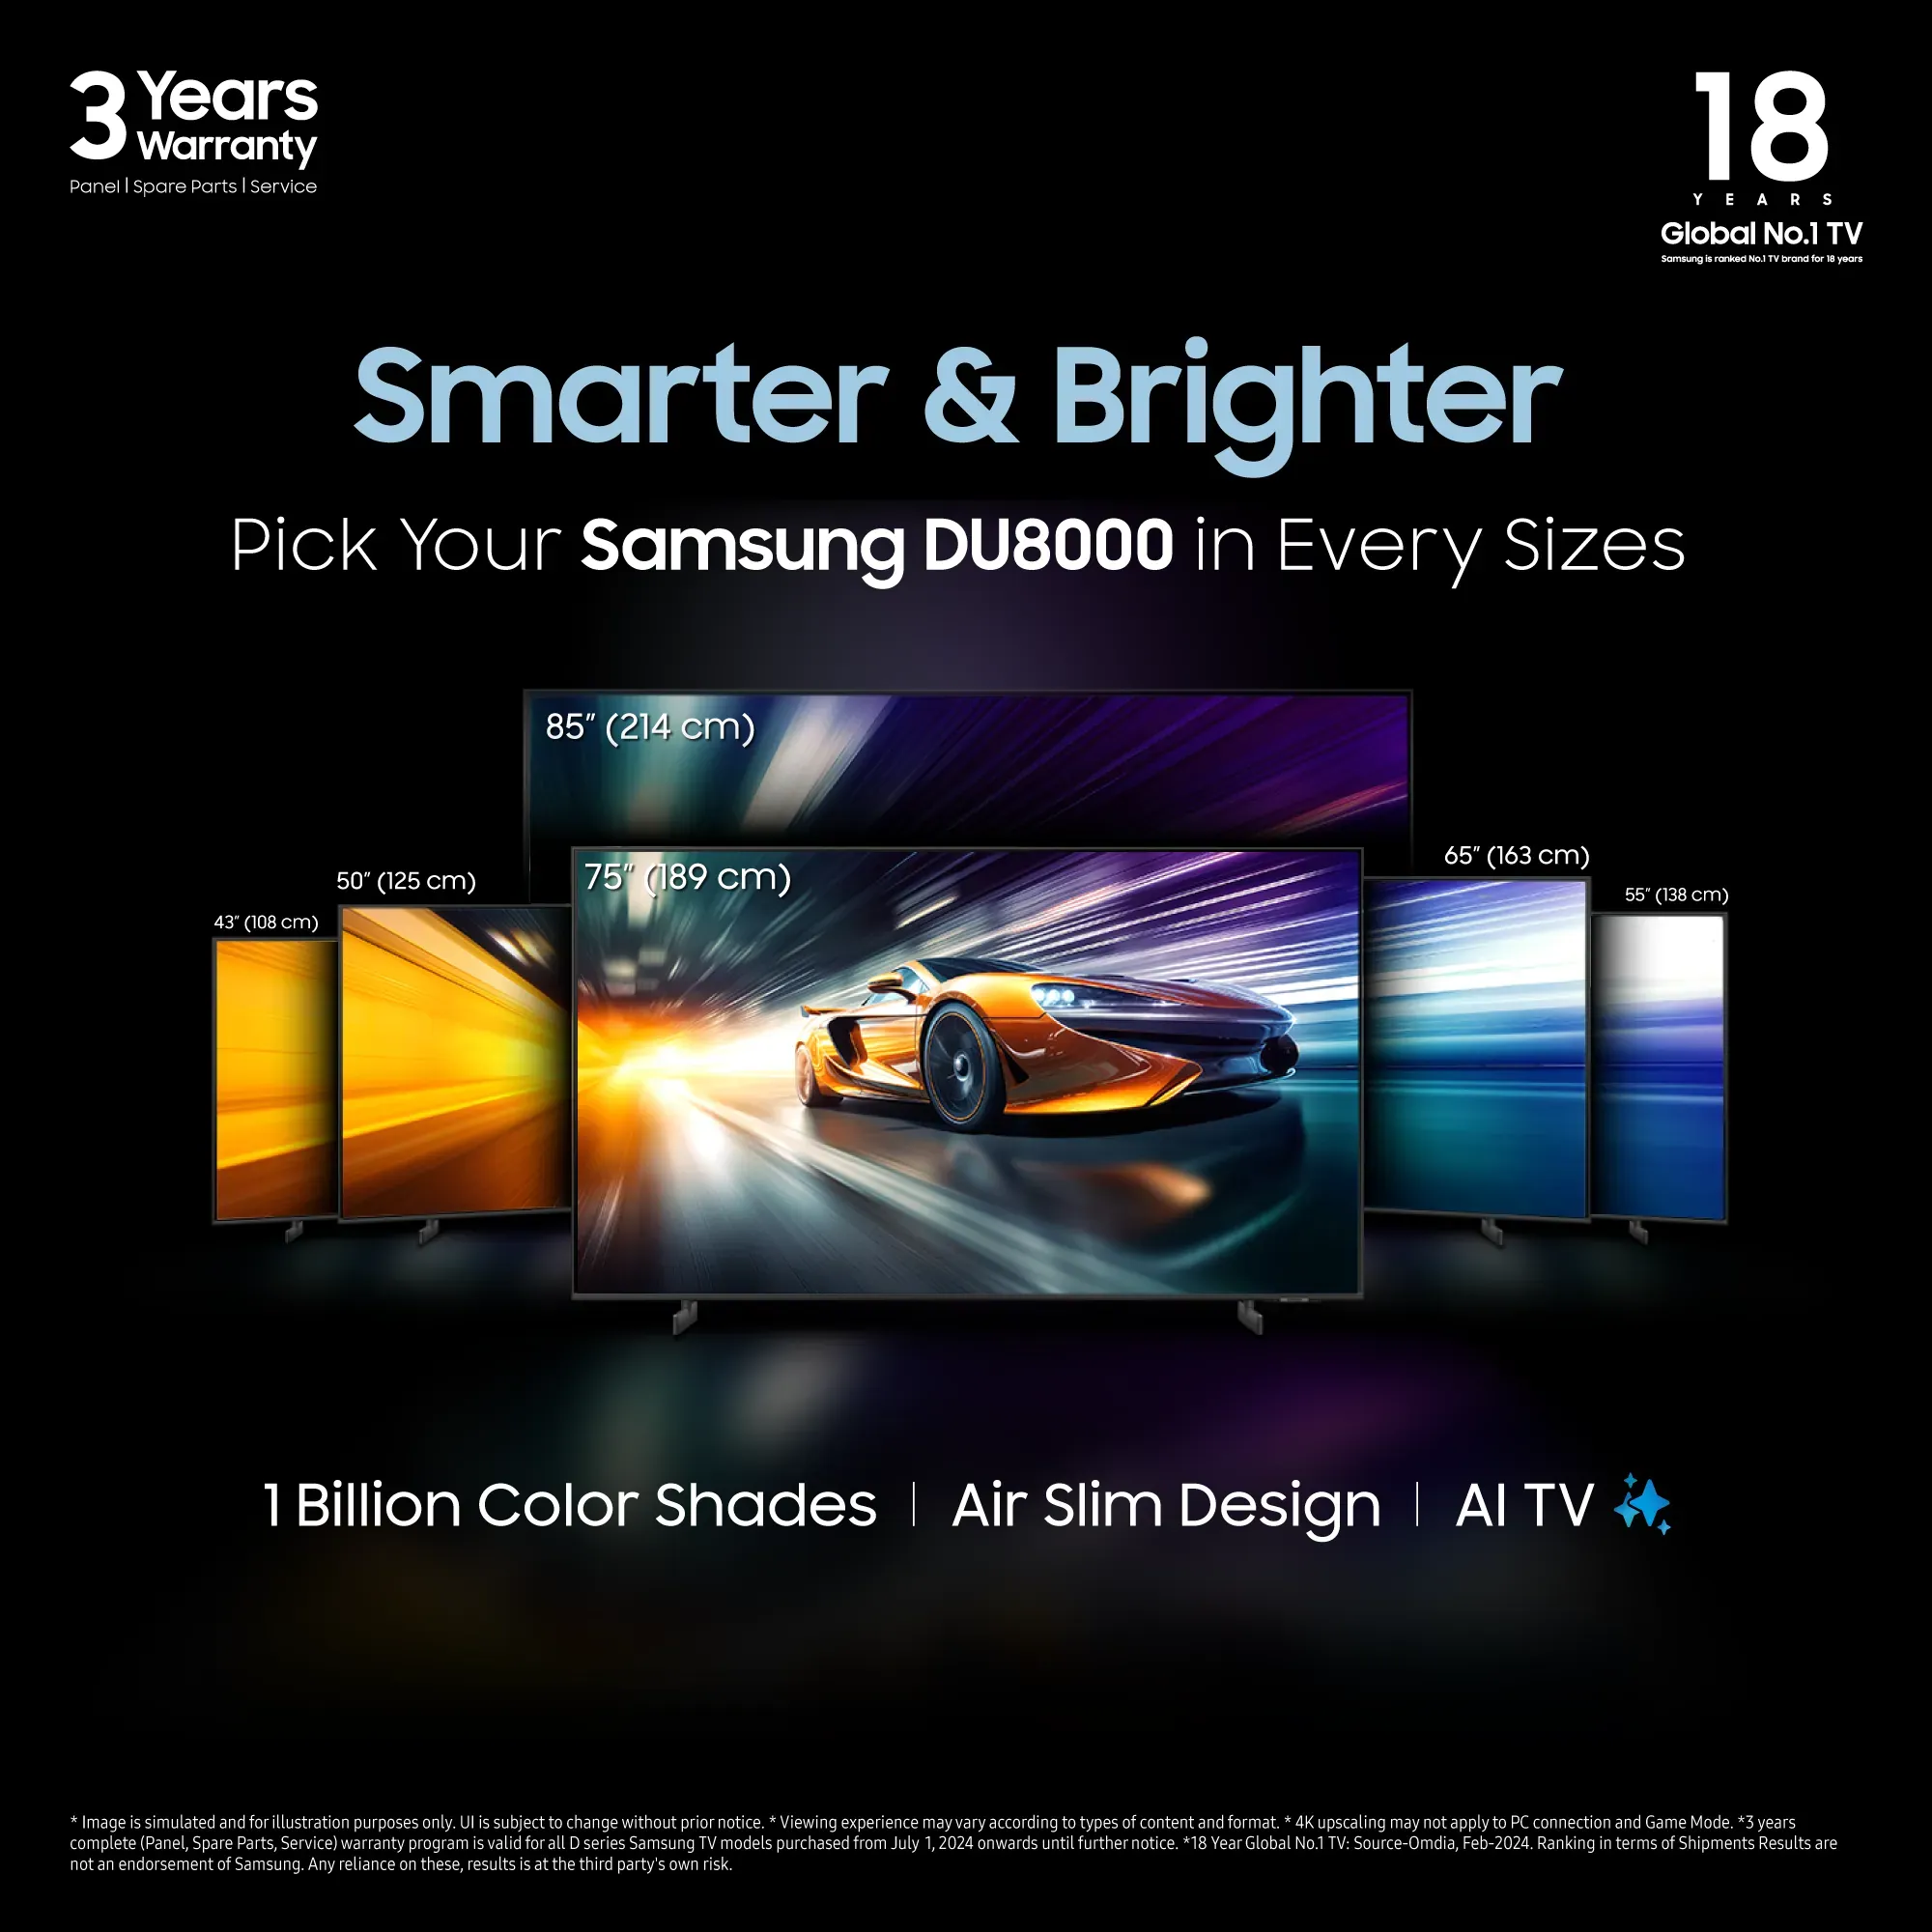 3 Years
Warranty
Panel | Spare Parts | Service
18
YEARS
Global No.1 TV
Samsung is ranked No.1 TV brand for 18 years
Smarter & Brighter
Pick Your Samsung DU8000 in Every Sizes
85” (214 cm)
75” (189 cm)
50” (125 cm)
43” (108 cm)
65” (163 cm)
55” (138 cm)
1 Billion Color Shades | Air Slim Design | AI TV
* Image is simulated and for illustration purposes only. UI is subject to change without prior notice. * Viewing experience may vary according to types of content and format. * 4K upscaling may not apply to PC connection and Game Mode. *3 years
complete (Panel, Spare Parts, Service) warranty program is valid for all D series Samsung TV models purchased from July 1, 2024 onwards until further notice. *18 Year Global No.1 TV: Source-Omdia, Feb-2024. Ranking in terms of Shipments Results are
not an endorsement of Samsung. Any reliance on these, results is at the third party's own risk.